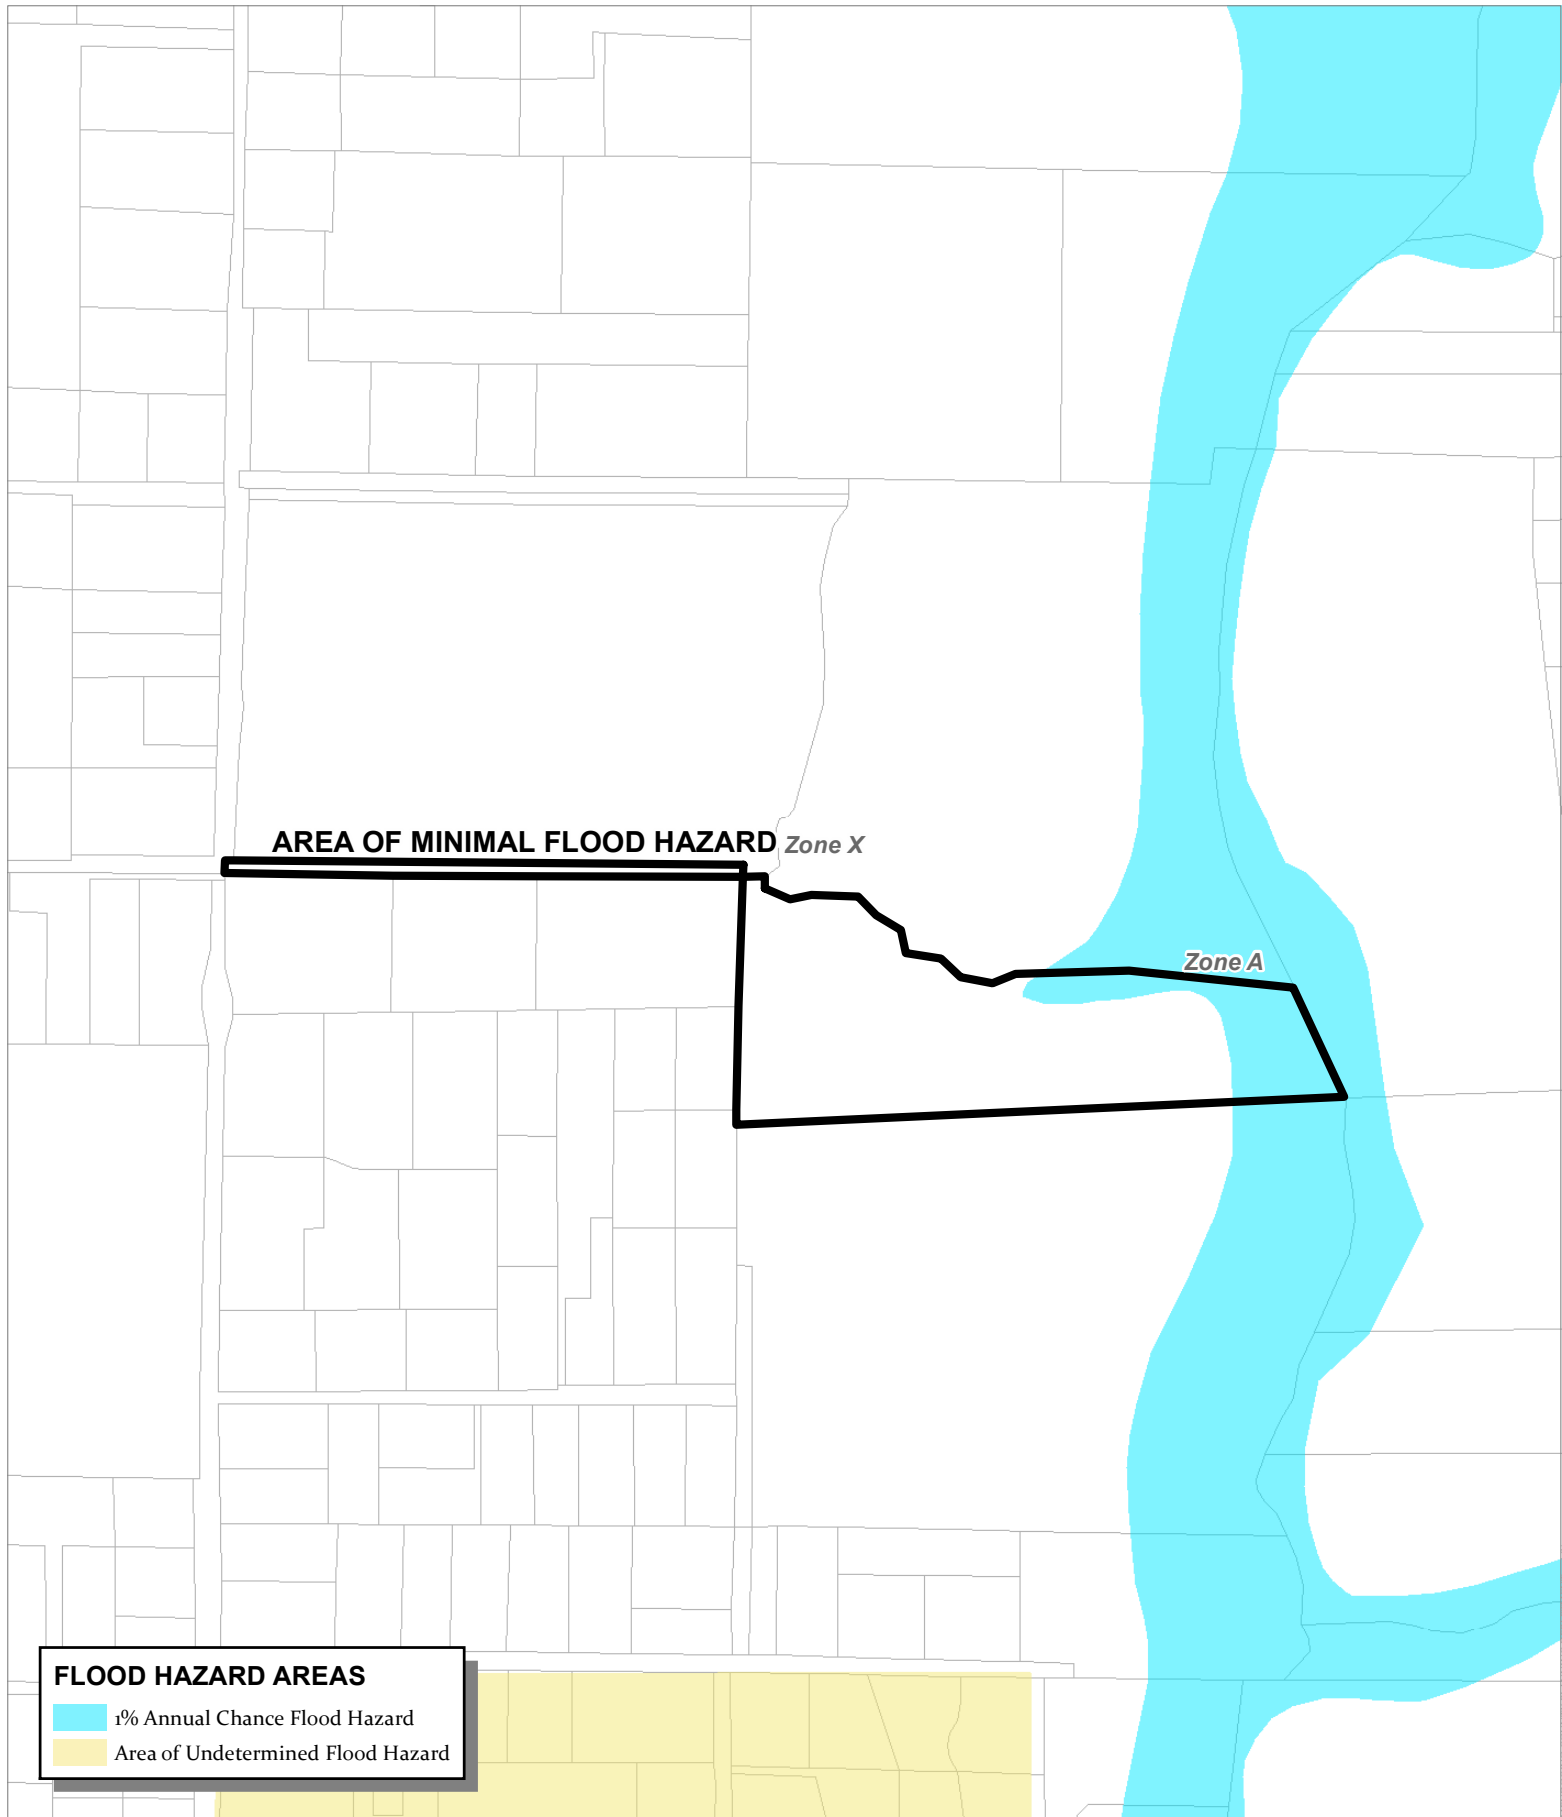 AREA OF MINIMAL FLOOD HAZARD Zone X
Zone A
FLOOD HAZARD AREAS
1% Annual Chance Flood Hazard
Area of Undetermined Flood Hazard